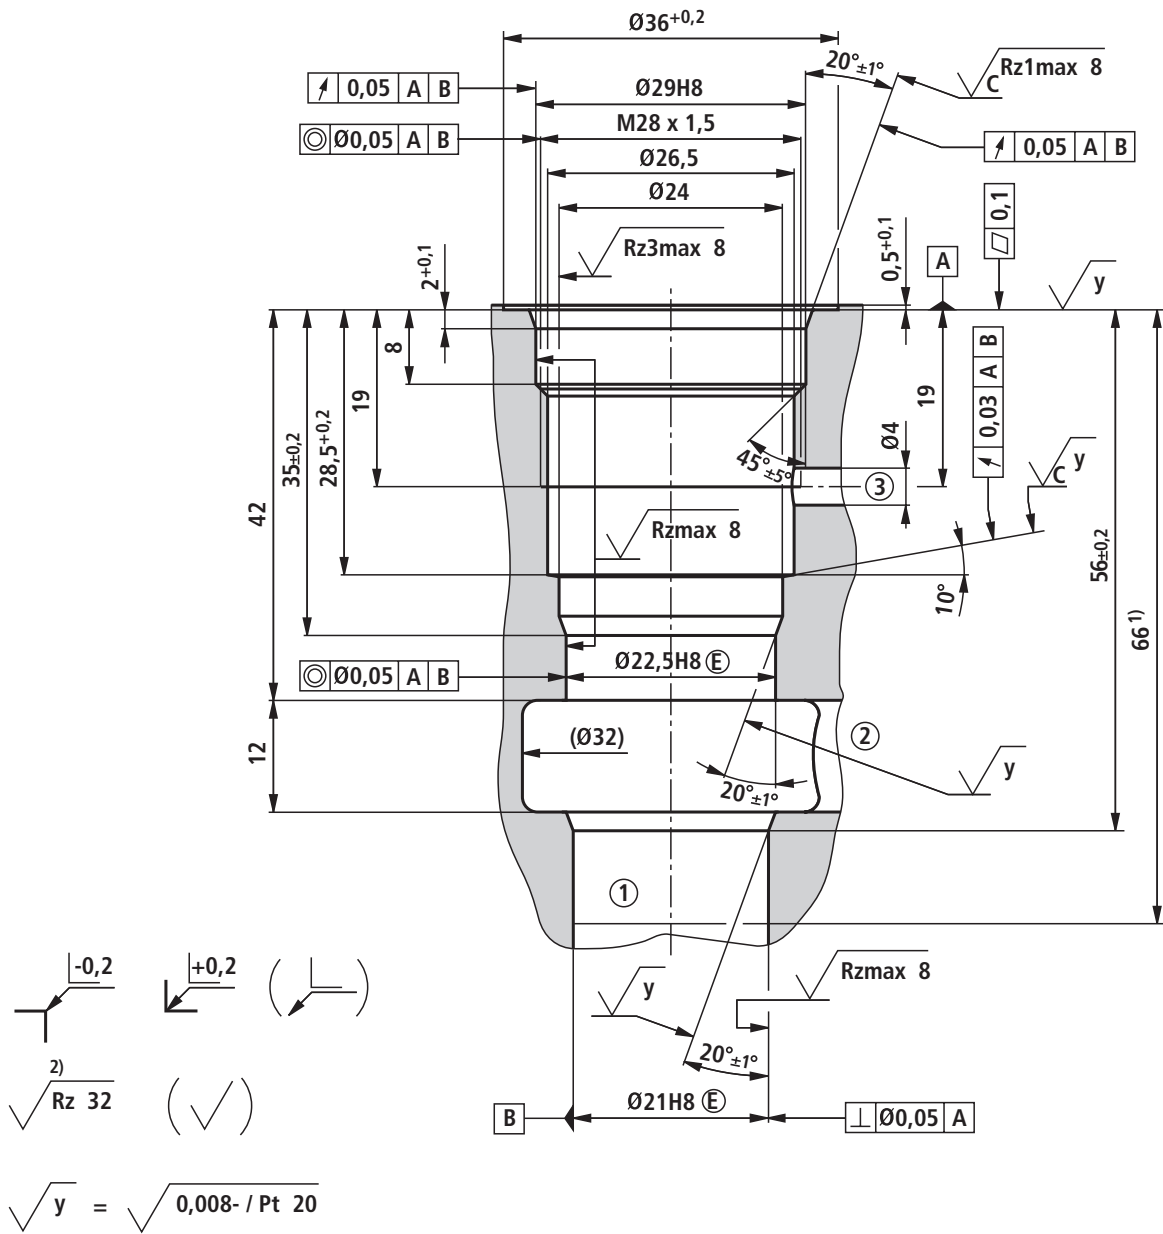 Ø36+0,2
20°±1°
Rz1max 8
C
0,05 A B
Ø29H8
M28 x 1,5
Ø0,05 A B
0,05 A B
Ø26,5
Ø24
0,1
Rz3max 8
2+0,1
0,5+0,1
A
y
8
19
28,5+0,2
35±0,2
42
19
Ø4
0,03 A B
45°±5°
3
y
C
Rzmax 8
10°
56±0,2
66 1)
Ø0,05 A B
Ø22,5H8 E
12
(Ø32)
2
20°±1°
y
1
-0,2
+0,2
Rzmax 8
y
20°±1°
2)
Rz 32
B
Ø21H8 E
Ø0,05 A
y = 0,008- / Pt 20